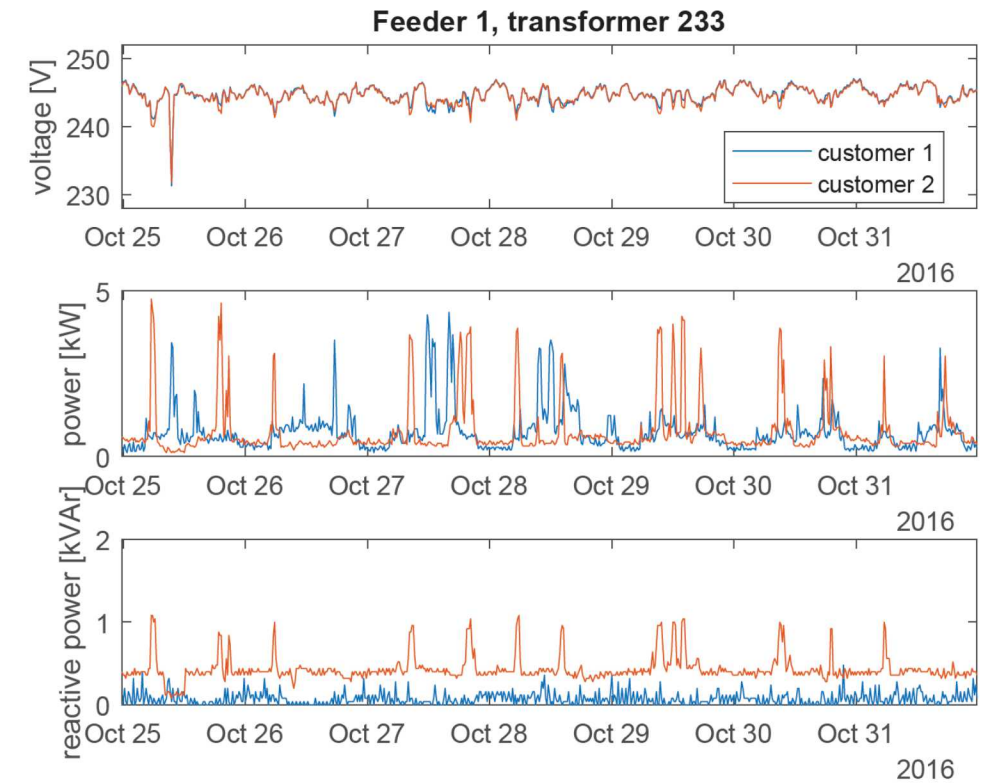 Feeder 1, transformer 233
voltage [V]
250
240
230
customer 1
customer 2
Oct 25 Oct 26 Oct 27 Oct 28 Oct 29 Oct 30 Oct 31
2016
power [kW]
5
0
Oct 25 Oct 26 Oct 27 Oct 28 Oct 29 Oct 30 Oct 31
2016
reactive power [kVAr]
2
1
0
Oct 25 Oct 26 Oct 27 Oct 28 Oct 29 Oct 30 Oct 31
2016